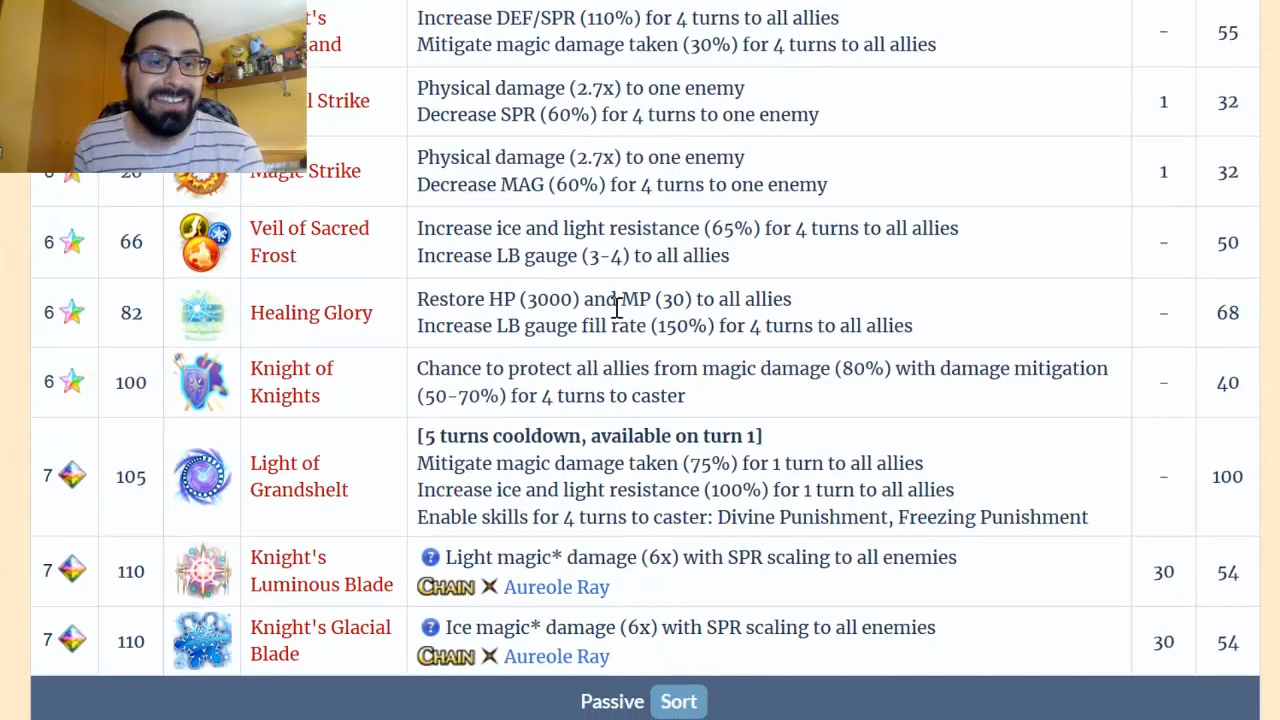 's Increase DEF/SPR (110%) for 4 turns to all allies
and Mitigate magic damage taken (30%) for 4 turns to all allies - 55
Physical damage (2.7x) to one enemy
l Strike Decrease SPR (60%) for 4 turns to one enemy 1 32
Physical damage (2.7x) to one enemy
Magic Strike Decrease MAG (60%) for 4 turns to one enemy 1 32
6 66 Veil of Sacred Increase ice and light resistance (65%) for 4 turns to all allies - 50
Frost Increase LB gauge (3-4) to all allies
6 82 Healing Glory Restore HP (3000) and MP (30) to all allies - 68
Increase LB gauge fill rate (150%) for 4 turns to all allies
6 100 Knight of Chance to protect all allies from magic damage (80%) with damage mitigation - 40
Knights (50-70%) for 4 turns to caster
[5 turns cooldown, available on turn 1]
7 105 Light of Mitigate magic damage taken (75%) for 1 turn to all allies - 100
Grandshelt Increase ice and light resistance (100%) for 1 turn to all allies
Enable skills for 4 turns to caster: Divine Punishment, Freezing Punishment
7 110 Knight's ? Light magic* damage (6x) with SPR scaling to all enemies 30 54
Luminous Blade CHAIN Aureole Ray
7 110 Knight's Glacial ? Ice magic* damage (6x) with SPR scaling to all enemies 30 54
Blade CHAIN Aureole Ray
Passive Sort